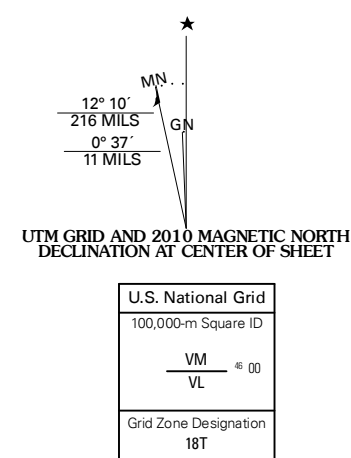 ★
MN
GN
12° 10´
216 MILS
0° 37´
11 MILS
UTM GRID AND 2010 MAGNETIC NORTH
DECLINATION AT CENTER OF SHEET
U.S. National Grid
100,000-m Square ID
VM
46 00
VL
Grid Zone Designation
18T